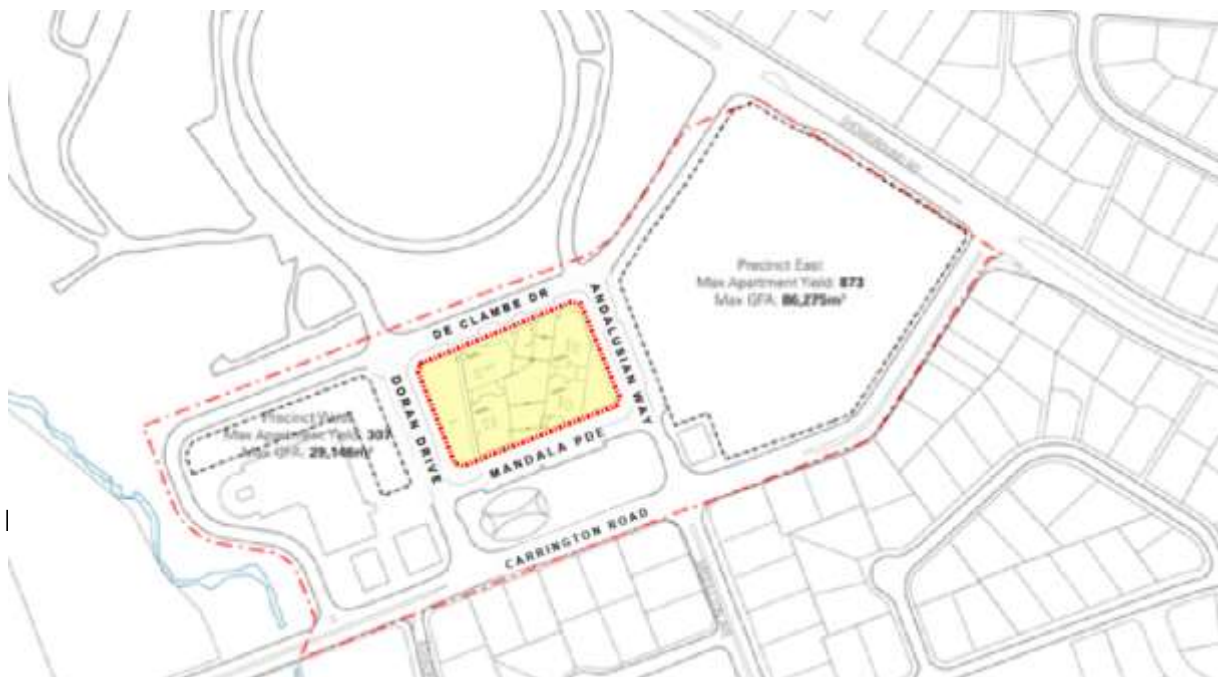 Precinct East
Max Apartment Yield: 873
Max GFA: 86,275m²
DE CLAMBE DR
ANDALUSIAN WAY
DORAN DRIVE
Precinct West
Max Apartment Yield: 307
Max GFA: 29,146m²
MANDALA PDE
CARRINGTON ROAD